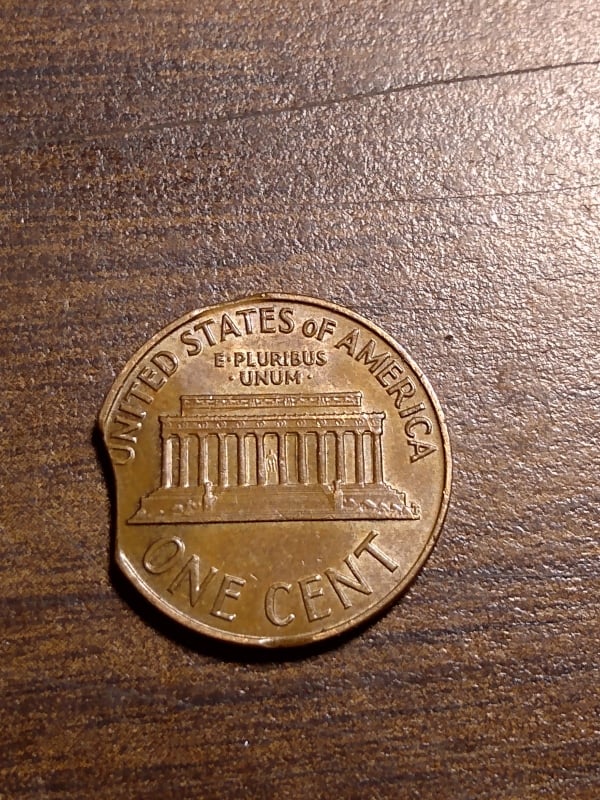 UNITED STATES OF AMERICA
E·PLURIBUS
·UNUM·
ONE CENT